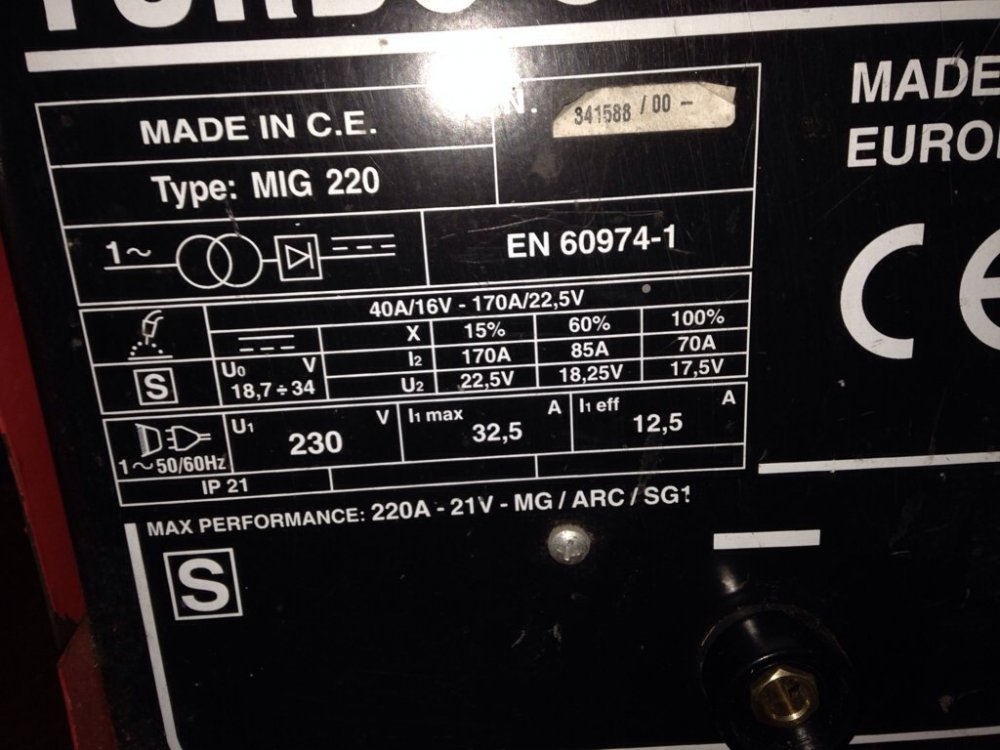 TURBO
MADE IN C.E.
N. 341588 / 00 -
Type: MIG 220
MADE
EURO
1~
EN 60974-1
CE
40A/16V - 170A/22,5V
X 15% 60% 100%
I2 170A 85A 70A
U0 V
18,7÷34
U2 22,5V 18,25V 17,5V
S
U1 V
230
I1 max A
32,5
I1 eff A
12,5
1~50/60Hz
IP 21
MAX PERFORMANCE: 220A - 21V - MG / ARC / SG1
S